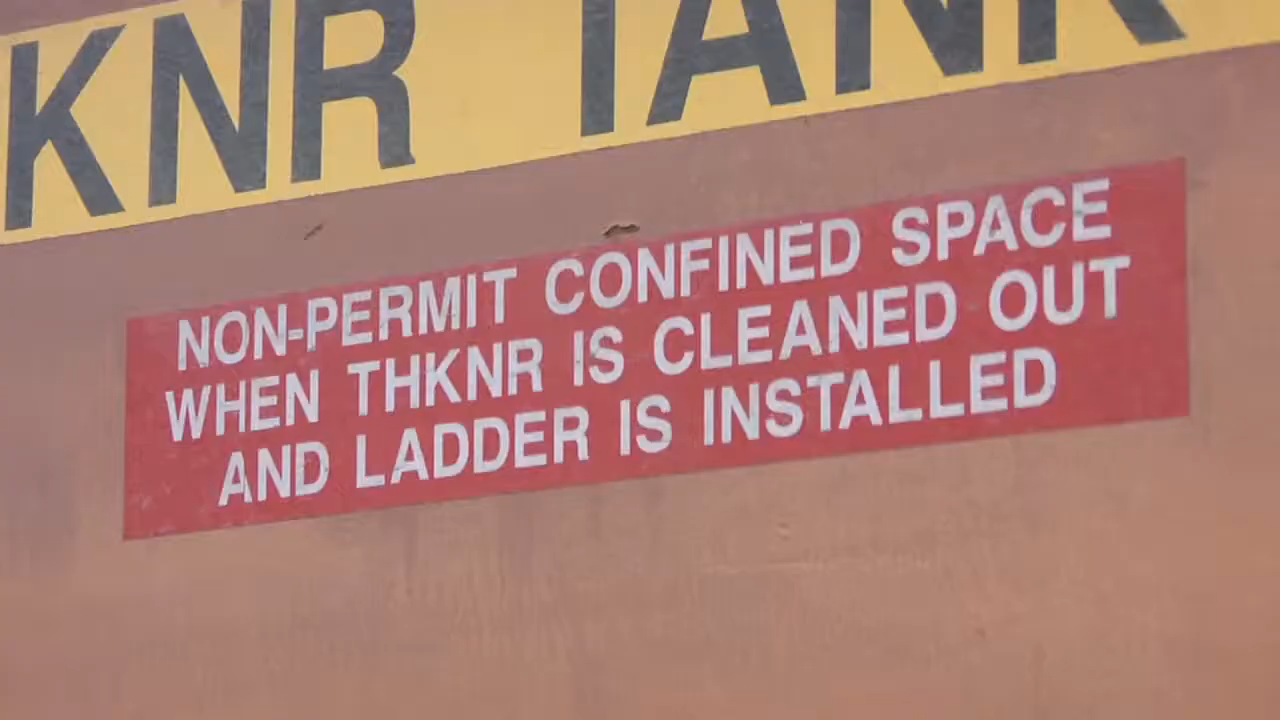 KNR TANK
NON-PERMIT CONFINED SPACE
WHEN THKNR IS CLEANED OUT
AND LADDER IS INSTALLED